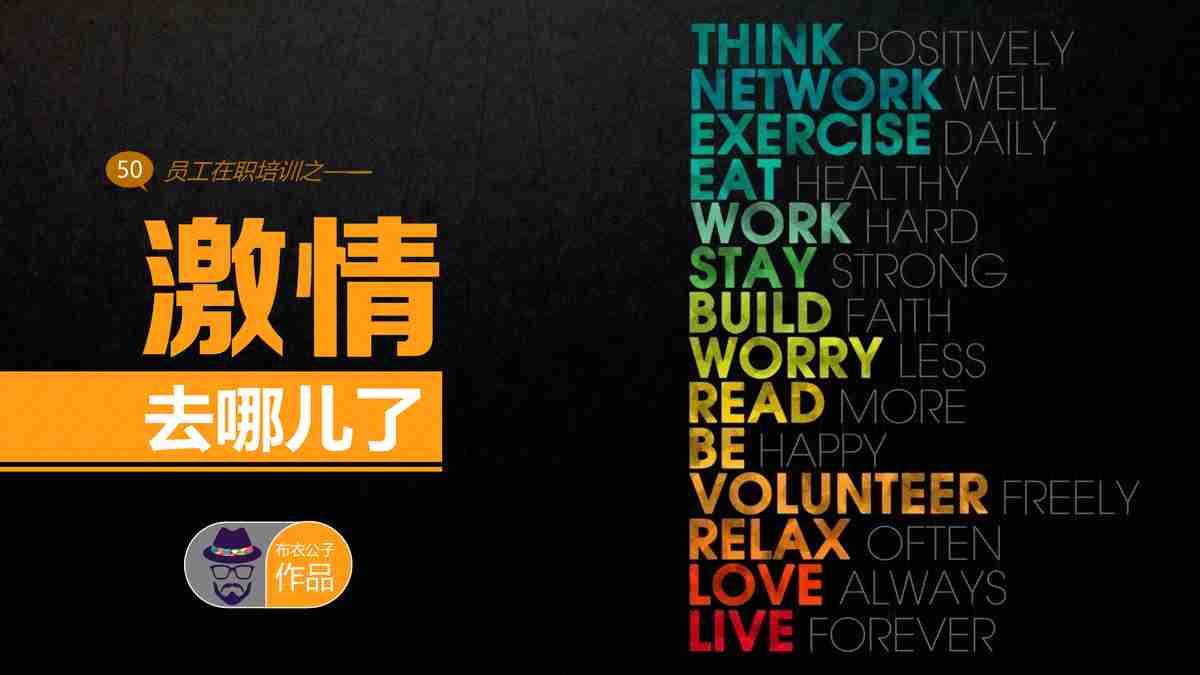 50 员工在职培训之——
激情
去哪儿了
布衣公子
作品
THINK POSITIVELY
NETWORK WELL
EXERCISE DAILY
EAT HEALTHY
WORK HARD
STAY STRONG
BUILD FAITH
WORRY LESS
READ MORE
BE HAPPY
VOLUNTEER FREELY
RELAX OFTEN
LOVE ALWAYS
LIVE FOREVER